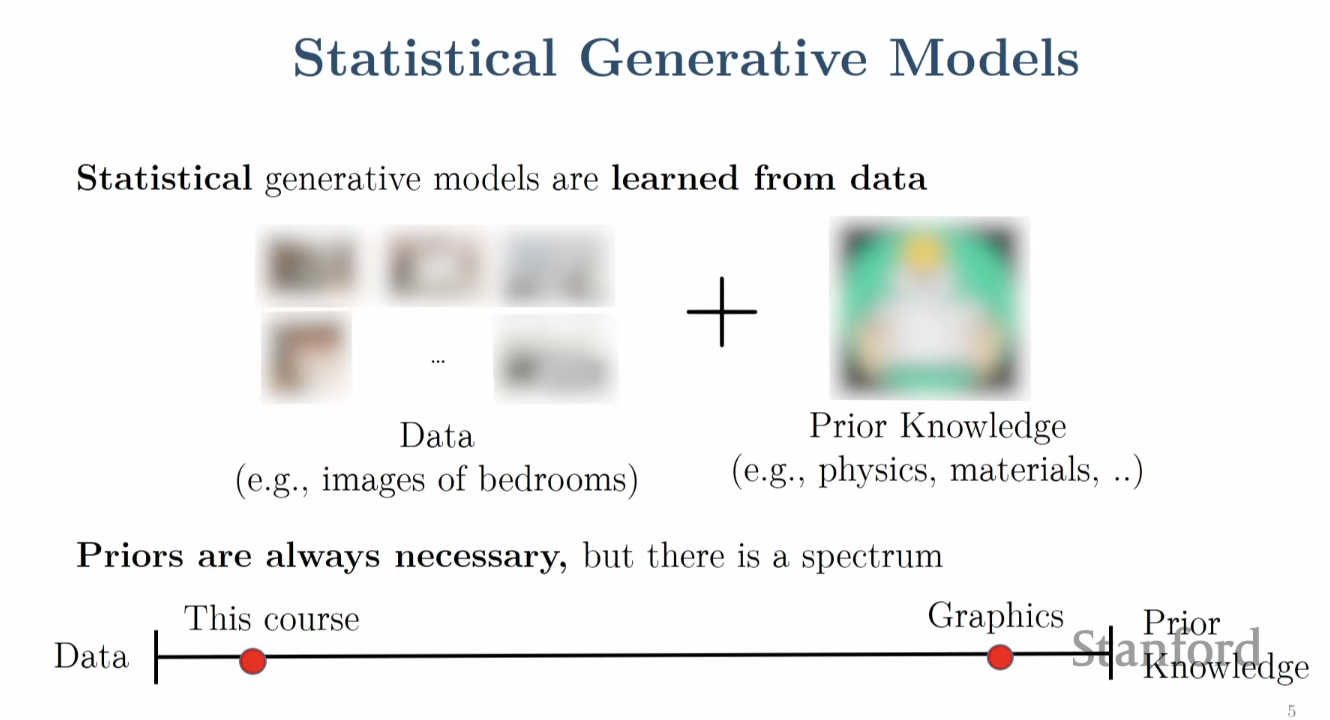 Statistical Generative Models
Statistical generative models are learned from data
...
Data
(e.g., images of bedrooms)
Prior Knowledge
(e.g., physics, materials, ..)
Priors are always necessary, but there is a spectrum
This course
Graphics
Data
Prior
Knowledge
Stanford
5